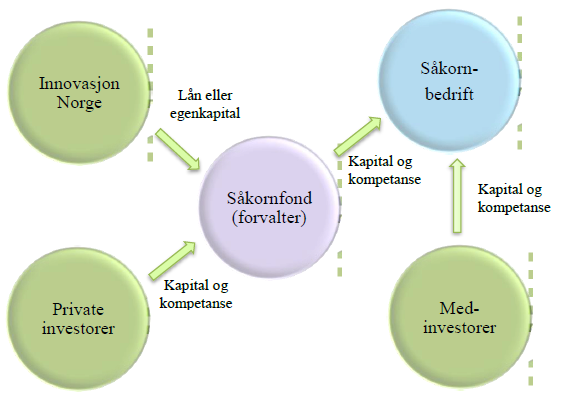 Innovasjon
Norge
Lån eller
egenkapital
Såkorn-
bedrift
Kapital og
kompetanse
Kapital og
kompetanse
Såkornfond
(forvalter)
Kapital og
kompetanse
Private
investorer
Med-
investorer